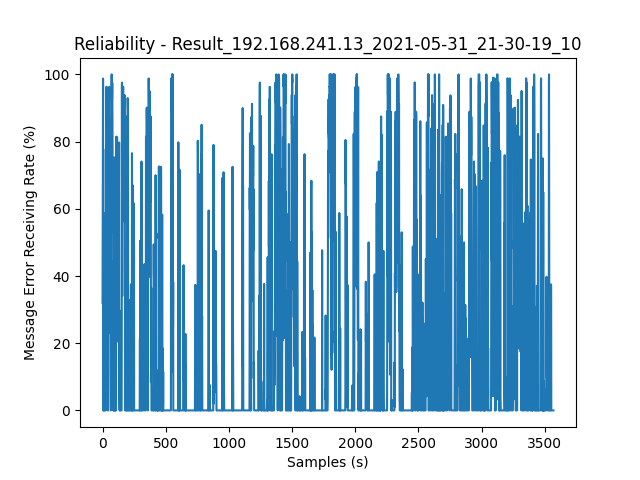 Reliability - Result_192.168.241.13_2021-05-31_21-30-19_10
Message Error Receiving Rate (%)
100
80
60
40
20
0
0 500 1000 1500 2000 2500 3000 3500
Samples (s)